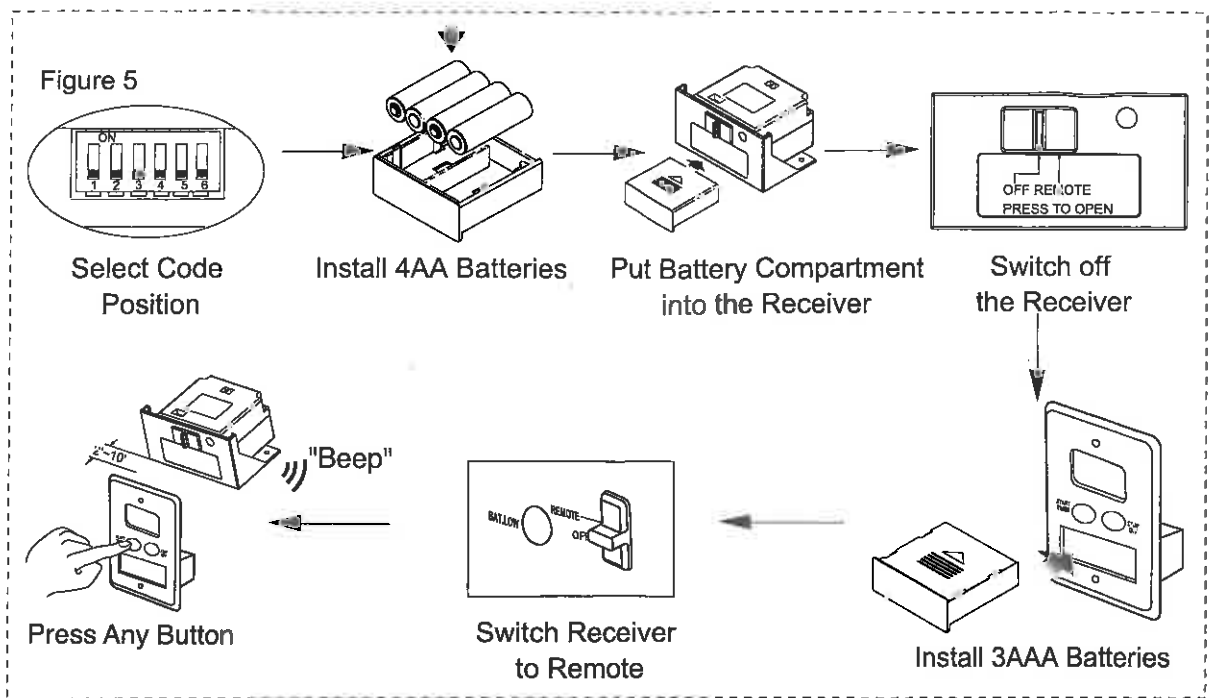 Figure 5
ON
1 2 3 4 5 6
Select Code
Position
Install 4AA Batteries
Put Battery Compartment
into the Receiver
OFF REMOTE
PRESS TO OPEN
Switch off
the Receiver
2"~10'
"Beep"
Press Any Button
BAT.LOW
REMOTE
OFF
Switch Receiver
to Remote
Install 3AAA Batteries